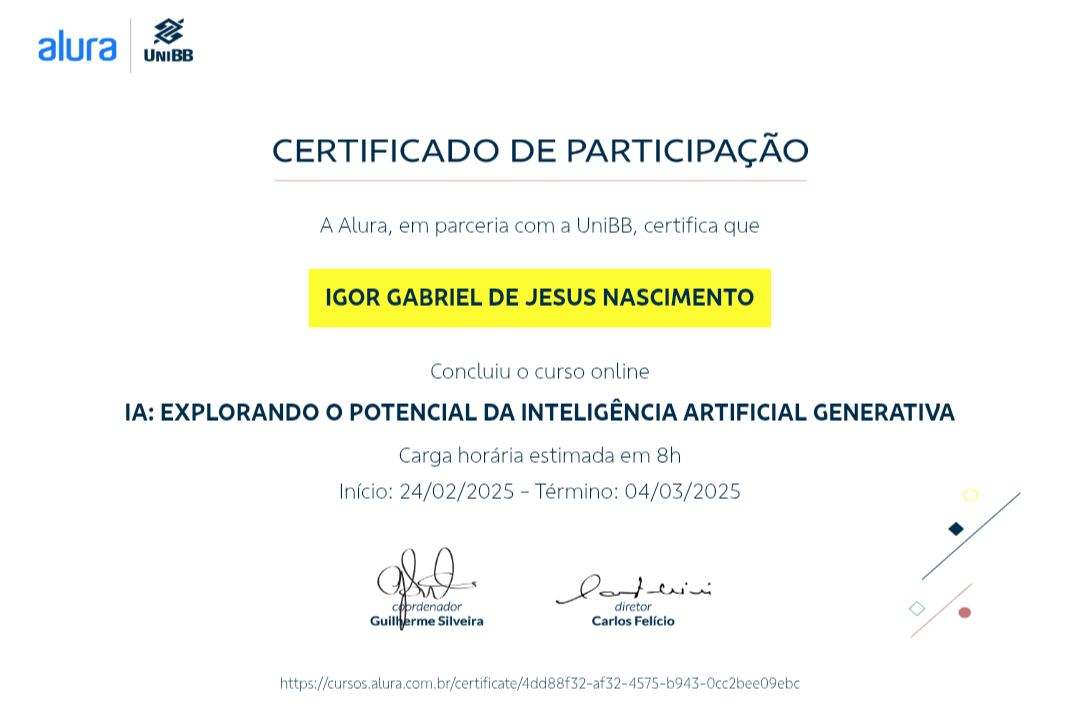 alura
UNIBB
CERTIFICADO DE PARTICIPAÇÃO
A Alura, em parceria com a UniBB, certifica que
IGOR GABRIEL DE JESUS NASCIMENTO
Concluiu o curso online
IA: EXPLORANDO O POTENCIAL DA INTELIGÊNCIA ARTIFICIAL GENERATIVA
Carga horária estimada em 8h
Início: 24/02/2025 - Término: 04/03/2025
coordenador
Guilherme Silveira
diretor
Carlos Felício
https://cursos.alura.com.br/certificate/4dd88f32-af32-4575-b943-0cc2bee09ebc